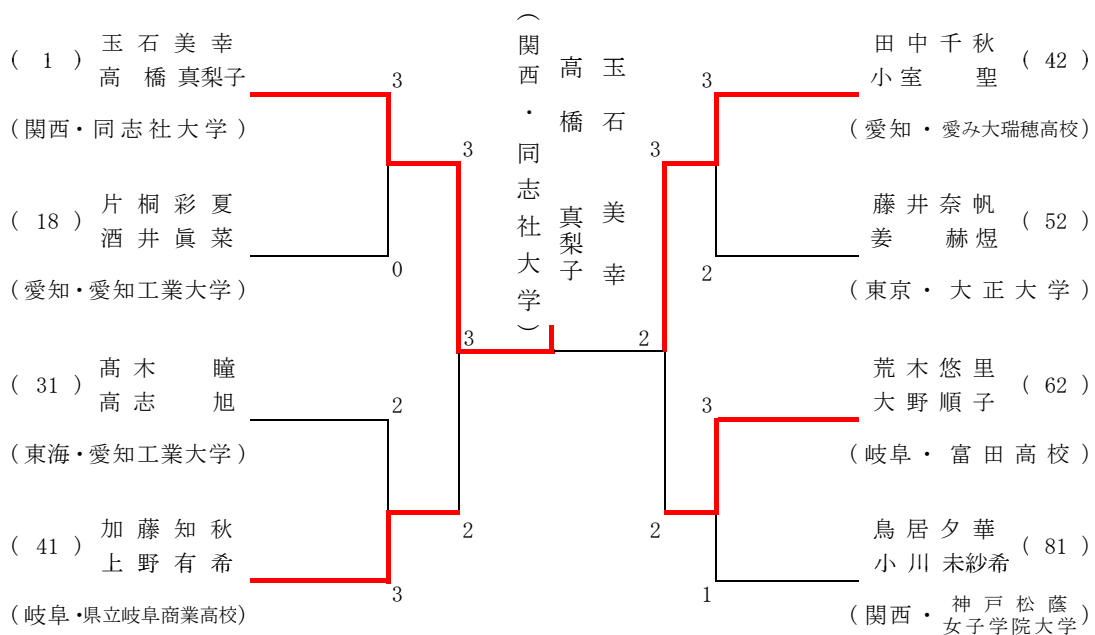 ( 1 )
玉石美幸
高橋真梨子
(関西・同志社大学)
3
( 18 )
片桐彩夏
酒井眞菜
(愛知・愛知工業大学)
0
3
( 31 )
髙木瞳
高志旭
(東海・愛知工業大学)
2
( 41 )
加藤知秋
上野有希
(岐阜・県立岐阜商業高校)
3
2
3
玉石美幸
高橋真梨子
(関西・同志社大学)
2
田中千秋
小室聖
( 42 )
(愛知・愛み大瑞穂高校)
3
藤井奈帆
姜赫煜
( 52 )
(東京・大正大学)
2
3
荒木悠里
大野順子
( 62 )
(岐阜・富田高校)
3
鳥居夕華
小川未紗希
( 81 )
(関西・神戸松蔭
女子学院大学)
1
2